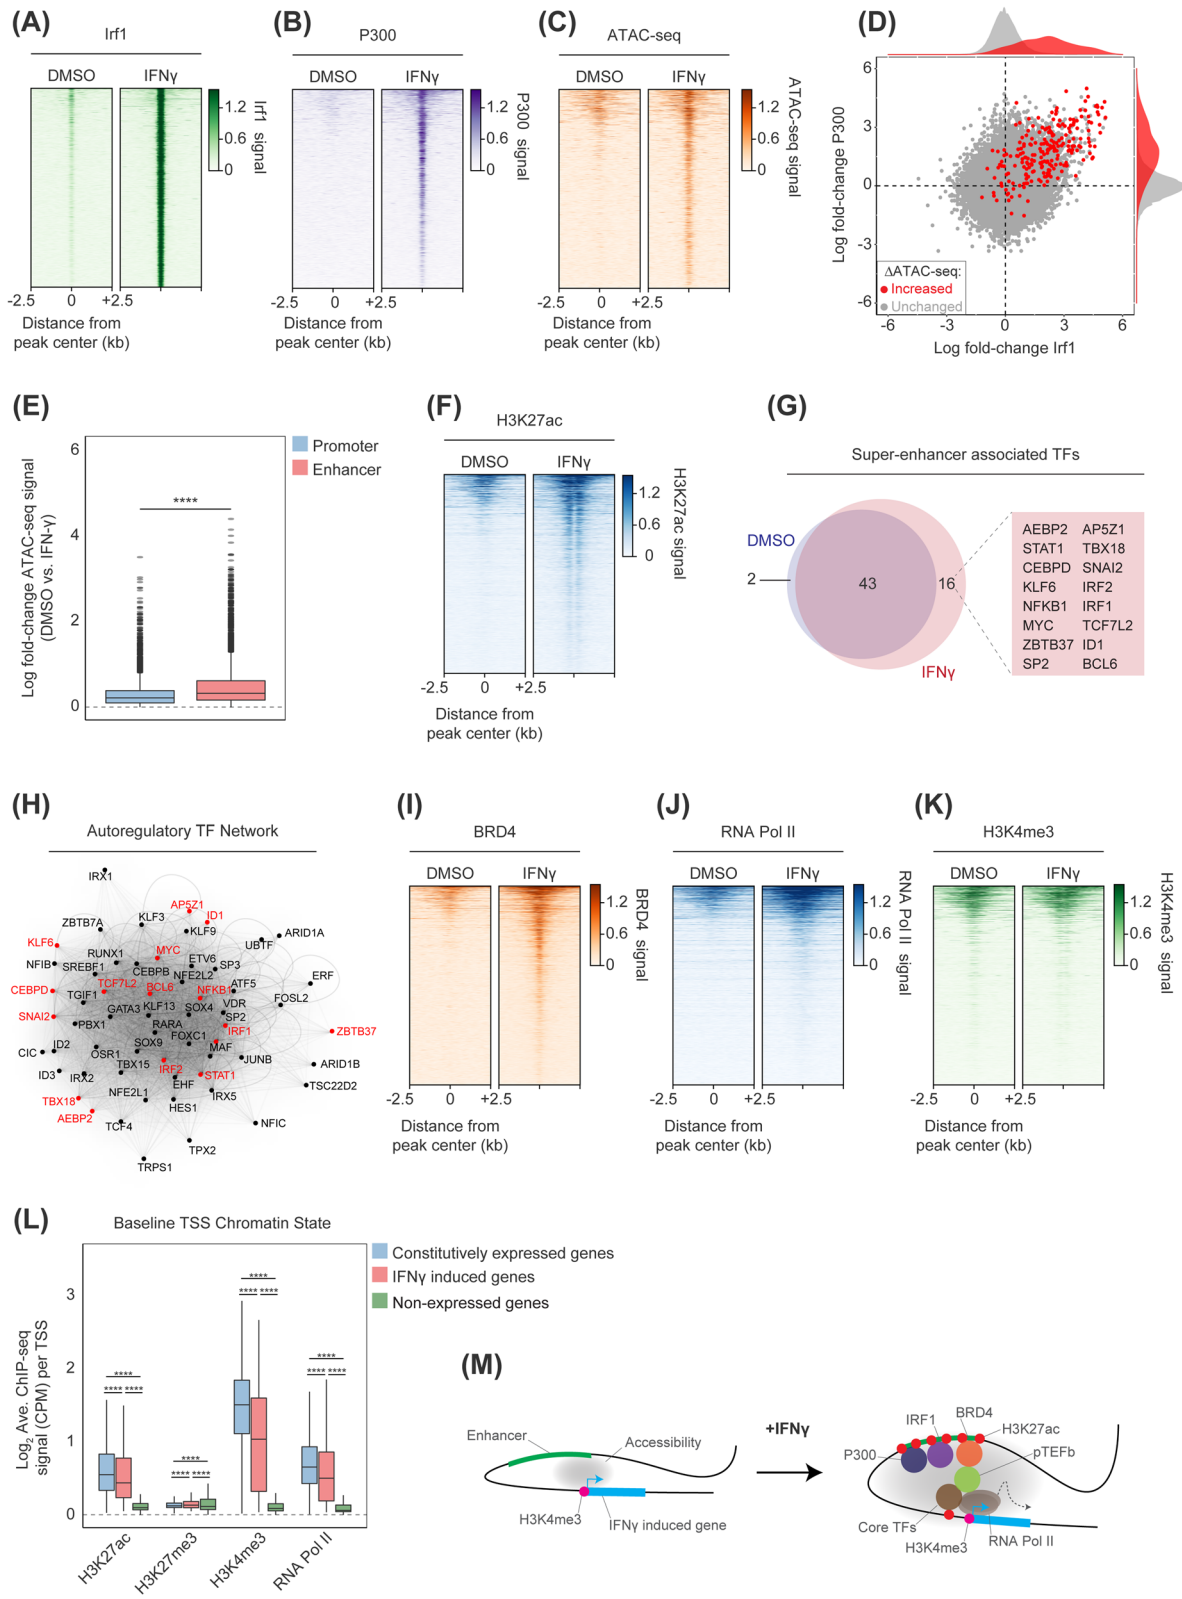 (A)
Irf1
DMSO
IFNγ
1.2
0.6
0
Irf1 signal
-2.5
0
+2.5
Distance from
peak center (kb)
(B)
P300
DMSO
IFNγ
1.2
0.6
0
P300 signal
-2.5
0
+2.5
Distance from
peak center (kb)
(C)
ATAC-seq
DMSO
IFNγ
1.2
0.6
0
ATAC-seq signal
-2.5
0
+2.5
Distance from
peak center (kb)
(D)
Log fold-change P300
6
3
0
-3
-6
ΔATAC-seq:
Increased
Unchanged
-6
-3
0
3
6
Log fold-change Irf1
(E)
Log fold-change ATAC-seq signal
(DMSO vs. IFN-γ)
6
4
2
0
****
Promoter
Enhancer
(F)
H3K27ac
DMSO
IFNγ
1.2
0.6
0
H3K27ac signal
-2.5
0
+2.5
Distance from
peak center (kb)
(G)
Super-enhancer associated TFs
DMSO
2
43
16
IFNγ
AEBP2 AP5Z1
STAT1 TBX18
CEBPD SNAI2
KLF6 IRF2
NFKB1 IRF1
MYC TCF7L2
ZBTB37 ID1
SP2 BCL6
(H)
Autoregulatory TF Network
IRX1
AP5Z1
ID1
ZBTB7A
KLF3
KLF9
ARID1A
UBTF
KLF6
MYC
NFIB
RUNX1
SREBF1
CEBPB
ETV6
SP3
NFE2L2
ERF
CEBPD
TCF7L2
BCL6
NFKB1
ATF5
FOSL2
TGIF1
GATA3
KLF13
SOX4
VDR
SP2
SNAI2
PBX1
RARA
FOXC1
IRF1
ZBTB37
CIC
ID2
OSR1
SOX9
MAF
JUNB
ARID1B
ID3
IRX2
TBX15
IRF2
STAT1
EHF
TSC22D2
TBX18
NFE2L1
HES1
IRX5
AEBP2
TCF4
NFIC
TPX2
TRPS1
(I)
BRD4
DMSO
IFNγ
1.2
0.6
0
BRD4 signal
-2.5
0
+2.5
Distance from
peak center (kb)
(J)
RNA Pol II
DMSO
IFNγ
1.2
0.6
0
RNA Pol II signal
-2.5
0
+2.5
Distance from
peak center (kb)
(K)
H3K4me3
DMSO
IFNγ
1.2
0.6
0
H3K4me3 signal
-2.5
0
+2.5
Distance from
peak center (kb)
(L)
Baseline TSS Chromatin State
Log2 Ave. ChIP-seq
signal (CPM) per TSS
3
2
1
0
****
**** ****
****
**** ****
****
**** ****
****
**** ****
H3K27ac
H3K27me3
H3K4me3
RNA Pol II
Constitutively expressed genes
IFNγ induced genes
Non-expressed genes
(M)
Enhancer
Accessibility
H3K4me3
IFNγ induced gene
+IFNγ
BRD4
IRF1
H3K27ac
P300
pTEFb
Core TFs
RNA Pol II
H3K4me3